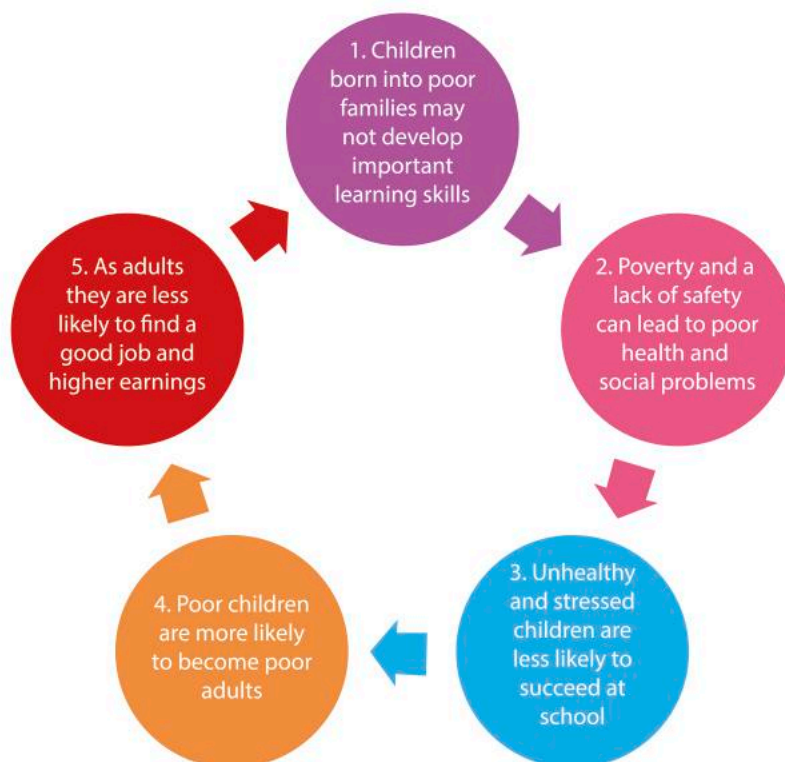 1. Children
born into poor
families may
not develop
important
learning skills
2. Poverty and a
lack of safety
can lead to poor
health and
social problems
3. Unhealthy
and stressed
children are
less likely to
succeed at
school
4. Poor children
are more likely
to become poor
adults
5. As adults
they are less
likely to find a
good job and
higher earnings